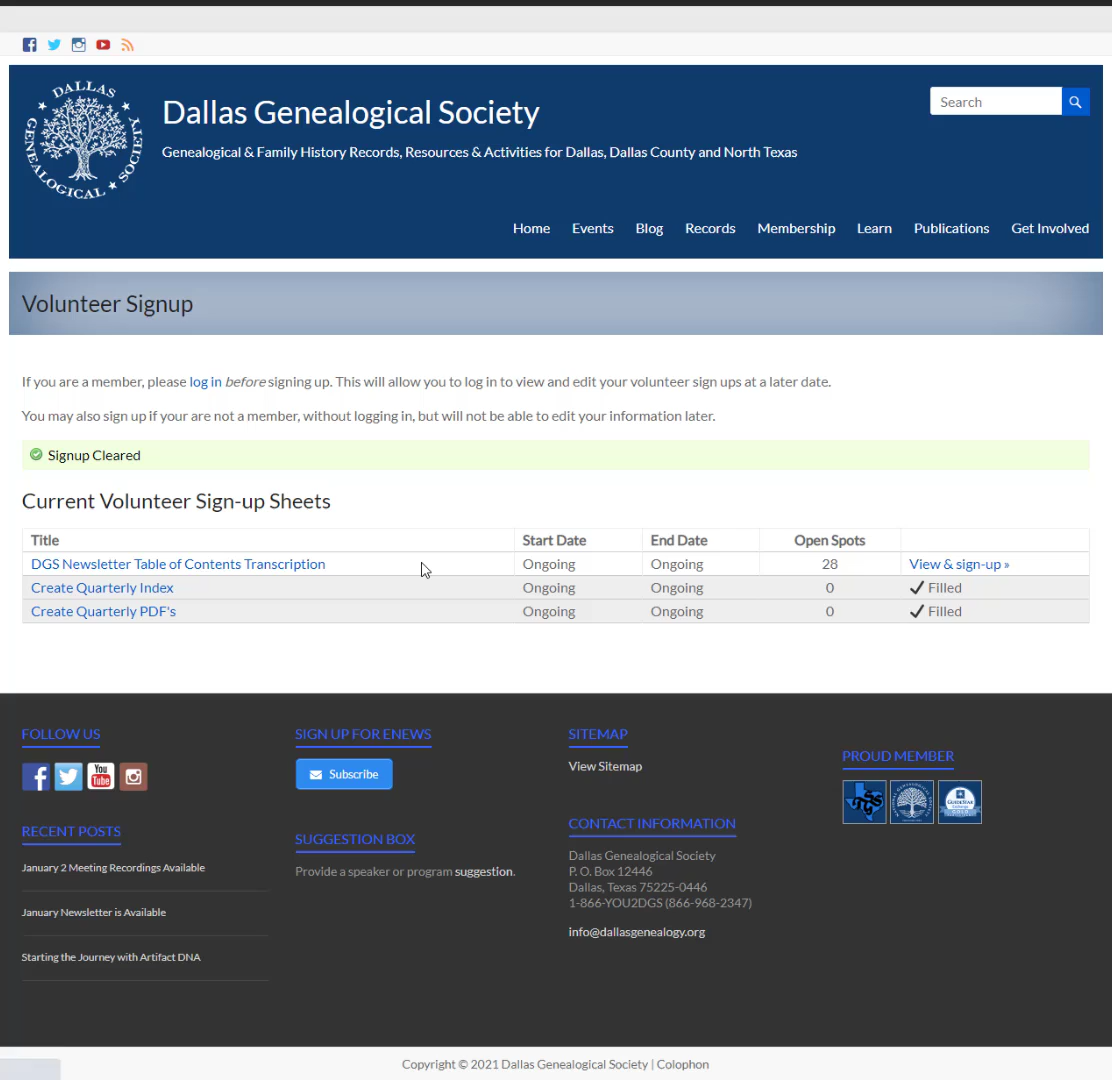 DALLAS GENEALOGICAL SOCIETY
Dallas Genealogical Society
Search
Genealogical & Family History Records, Resources & Activities for Dallas, Dallas County and North Texas
Home Events Blog Records Membership Learn Publications Get Involved
Volunteer Signup
If you are a member, please log in before signing up. This will allow you to log in to view and edit your volunteer sign ups at a later date.
You may also sign up if your are not a member, without logging in, but will not be able to edit your information later.
Signup Cleared
Current Volunteer Sign-up Sheets
Title Start Date End Date Open Spots
DGS Newsletter Table of Contents Transcription Ongoing Ongoing 28 View & sign-up »
Create Quarterly Index Ongoing Ongoing 0 Filled
Create Quarterly PDF's Ongoing Ongoing 0 Filled
FOLLOW US
You Tube
RECENT POSTS
January 2 Meeting Recordings Available
January Newsletter is Available
Starting the Journey with Artifact DNA
SIGN UP FOR ENEWS
Subscribe
SUGGESTION BOX
Provide a speaker or program suggestion.
SITEMAP
View Sitemap
CONTACT INFORMATION
Dallas Genealogical Society
P. O. Box 12446
Dallas, Texas 75225-0446
1-866-YOU2DGS (866-968-2347)
info@dallasgenealogy.org
PROUD MEMBER
GUIDESTAR
Copyright © 2021 Dallas Genealogical Society | Colophon